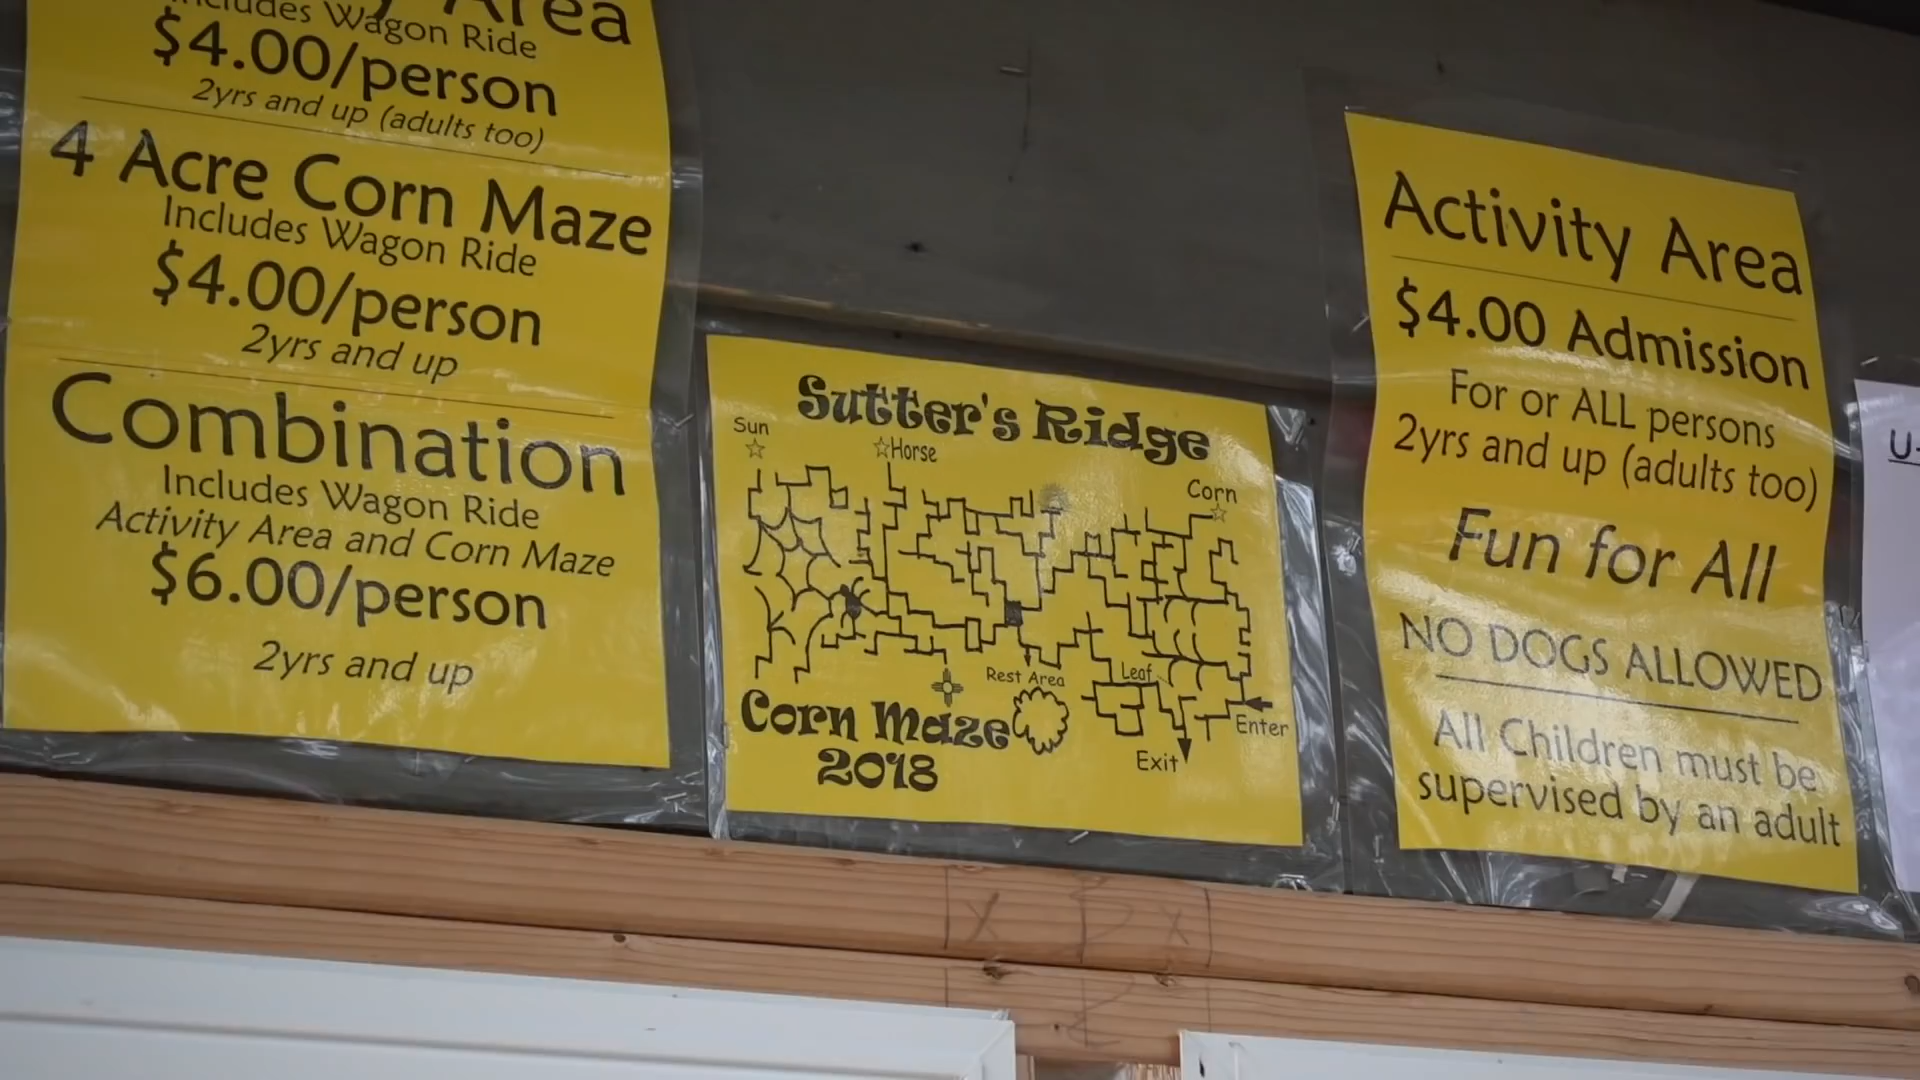 Area
Includes Wagon Ride
$4.00/person
2yrs and up (adults too)
4 Acre Corn Maze
Includes Wagon Ride
$4.00/person
2yrs and up
Combination
Includes Wagon Ride
Activity Area and Corn Maze
$6.00/person
2yrs and up
Sutter's Ridge
Sun
Horse
Corn
Rest Area
Leaf
Enter
Exit
Corn Maze
2018
Activity Area
$4.00 Admission
For or ALL persons
2yrs and up (adults too)
Fun for All
NO DOGS ALLOWED
All Children must be
supervised by an adult
U-